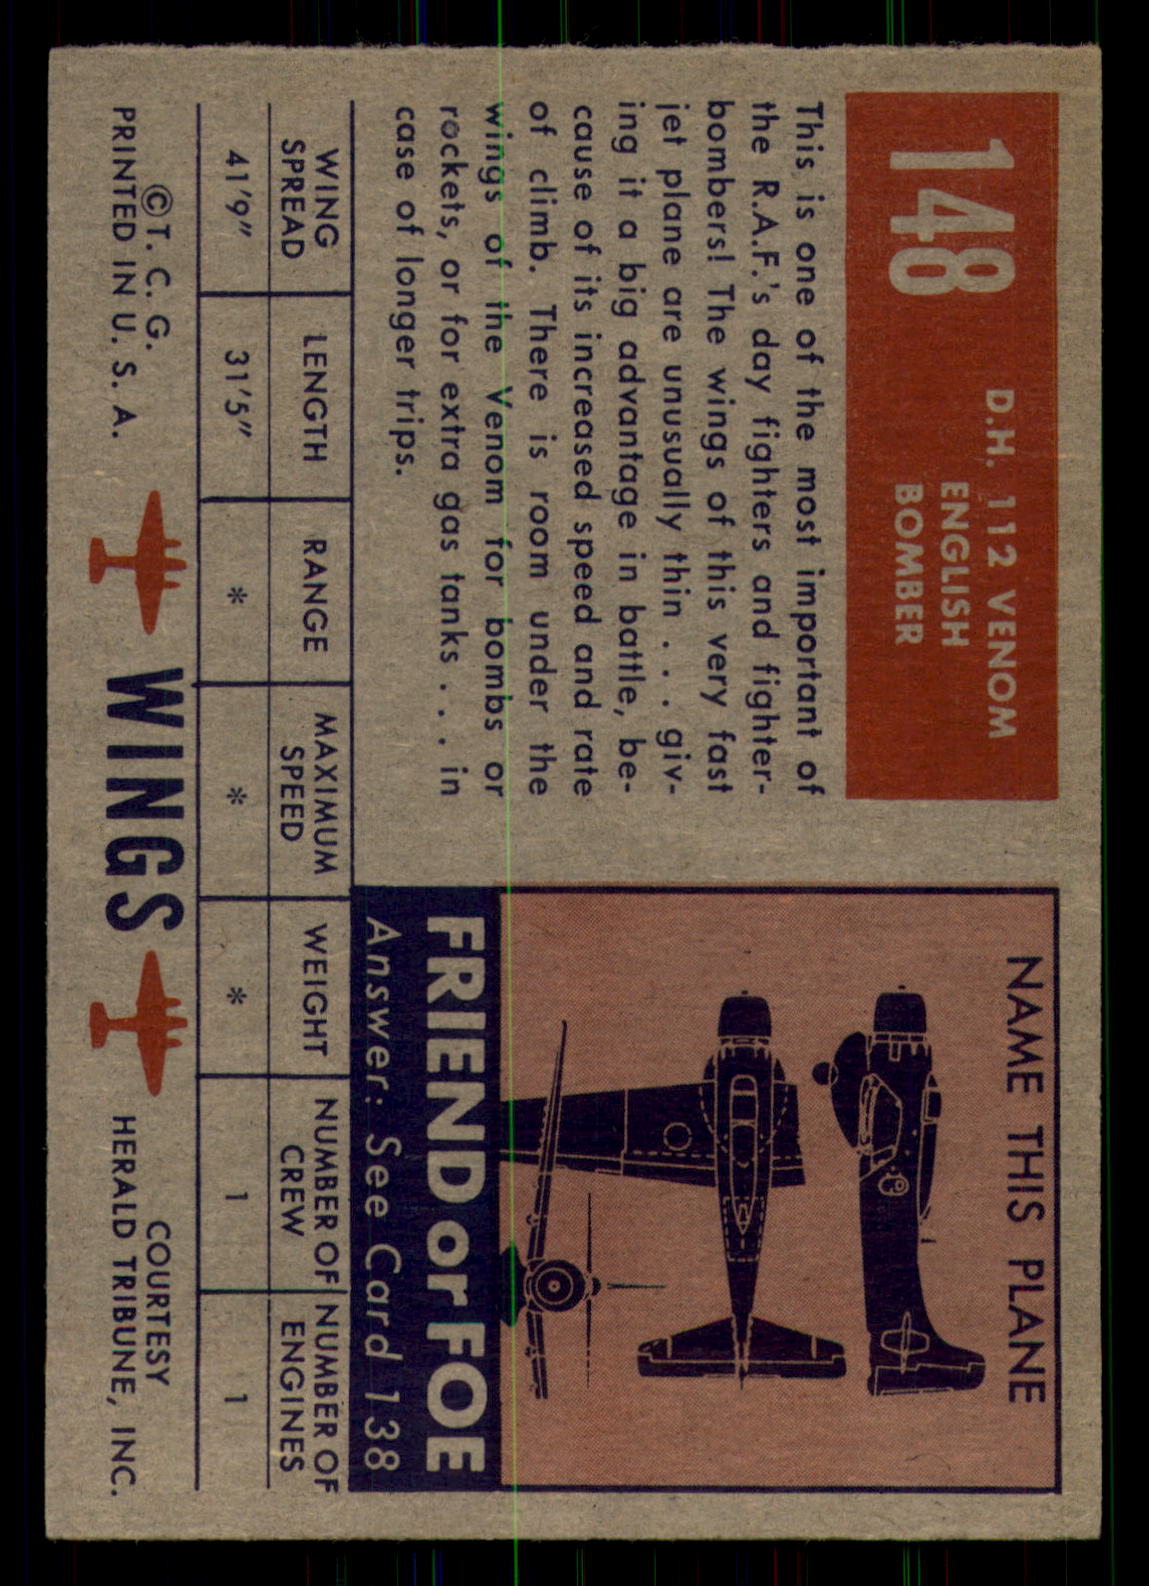 148
D.H. 112 VENOM
ENGLISH
BOMBER
This is one of the most important of
the R.A.F.'s day fighters and fighter-
bombers! The wings of this very fast
jet plane are unusually thin . . . giv-
ing it a big advantage in battle, be-
cause of its increased speed and rate
of climb. There is room under the
wings of the Venom for bombs or
rockets, or for extra gas tanks . . . in
case of longer trips.
NAME THIS PLANE
FRIEND or FOE
Answer: See Card 138
WING SPREAD LENGTH RANGE MAXIMUM SPEED WEIGHT NUMBER OF CREW NUMBER OF ENGINES
41'9" 31'5" * * * 1 1
©T. C. G.
PRINTED IN U. S. A.
WINGS
COURTESY
HERALD TRIBUNE, INC.